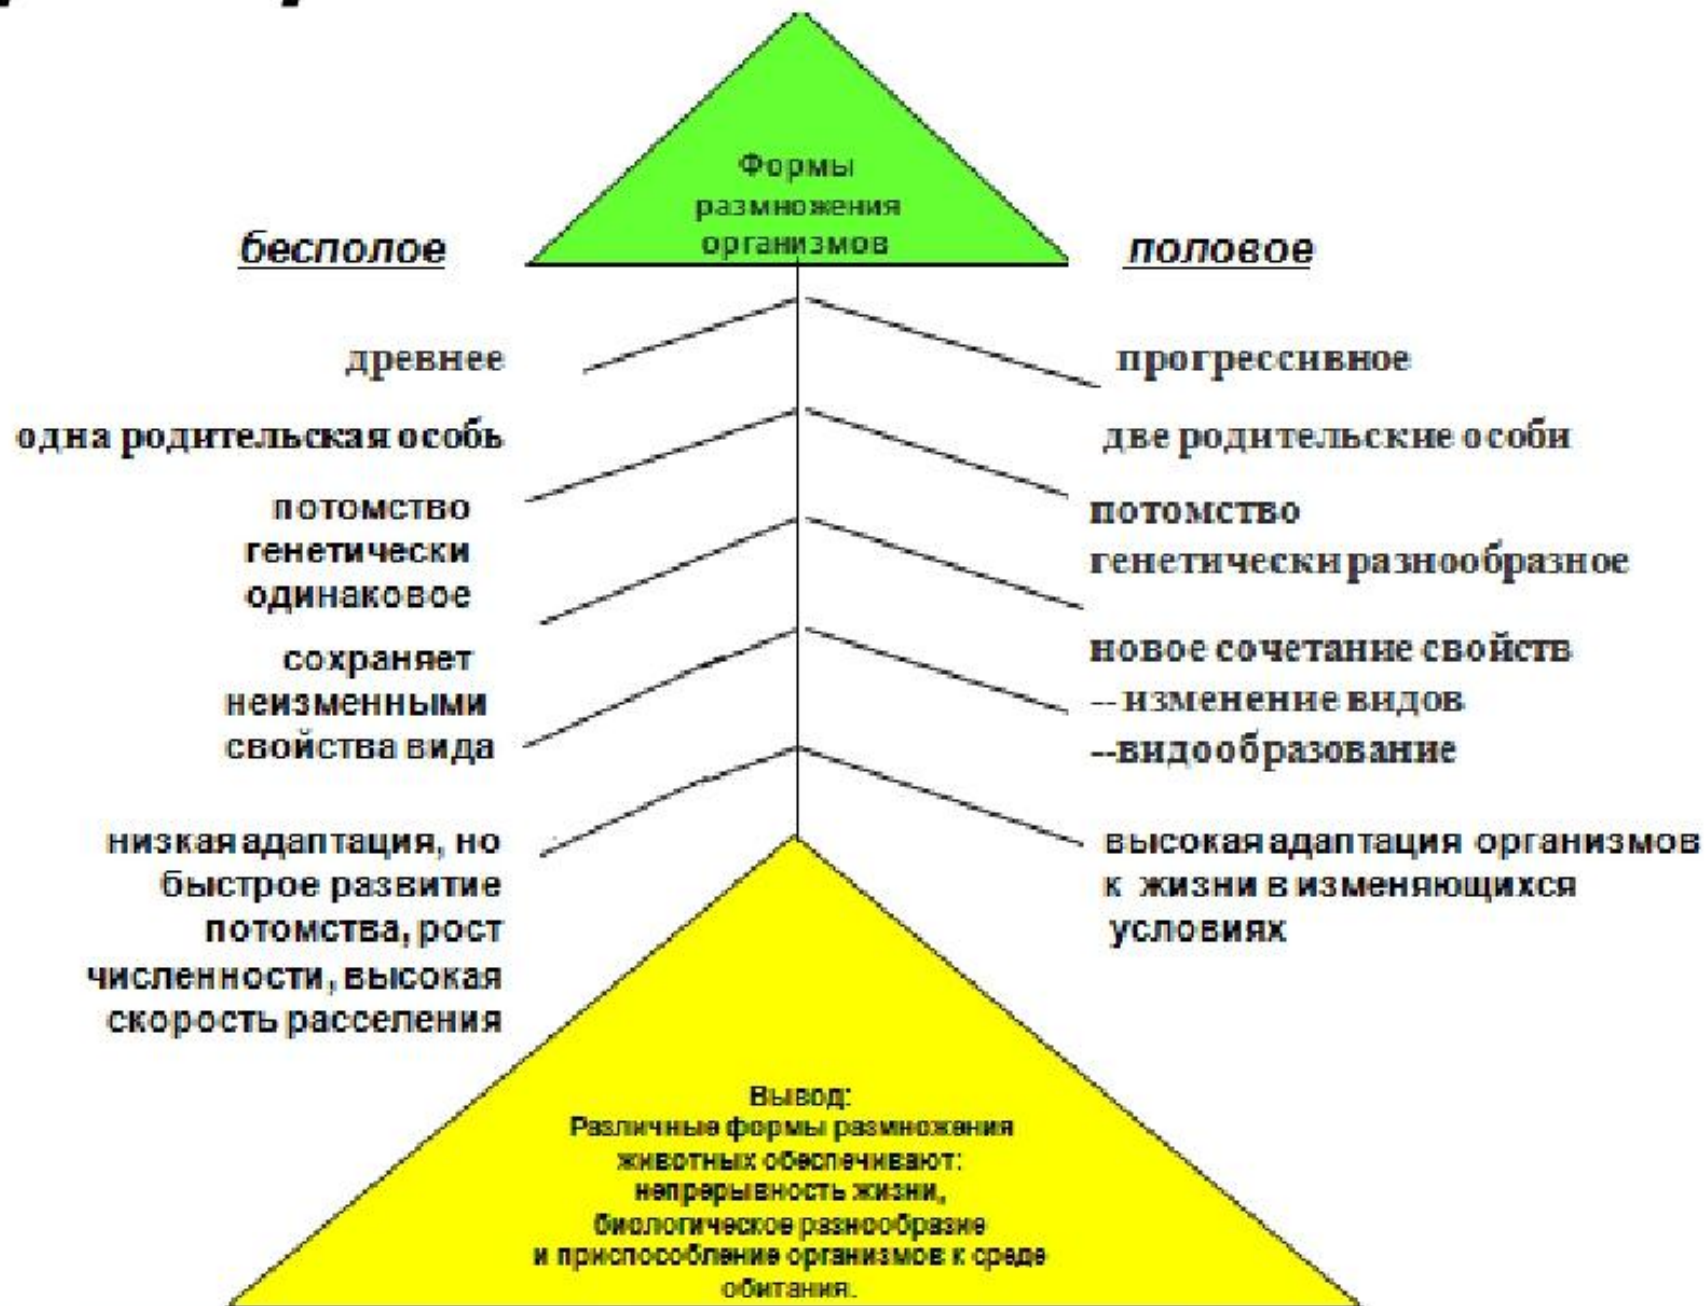 Формы
размножения
организмов
бесполое
половое
древнее
прогрессивное
одна родительская особь
две родительские особи
потомство
генетически
одинаковое
потомство
генетически разнообразное
сохраняет
неизменными
свойства вида
новое сочетание свойств
-- изменение видов
--видообразование
низкая адаптация, но
быстрое развитие
потомства, рост
численности, высокая
скорость расселения
высокая адаптация организмов
к жизни в изменяющихся
условиях
Вывод:
Различные формы размножения
животных обеспечивают:
непрерывность жизни,
биологическое разнообразие
и приспособление организмов к среде
обитания.